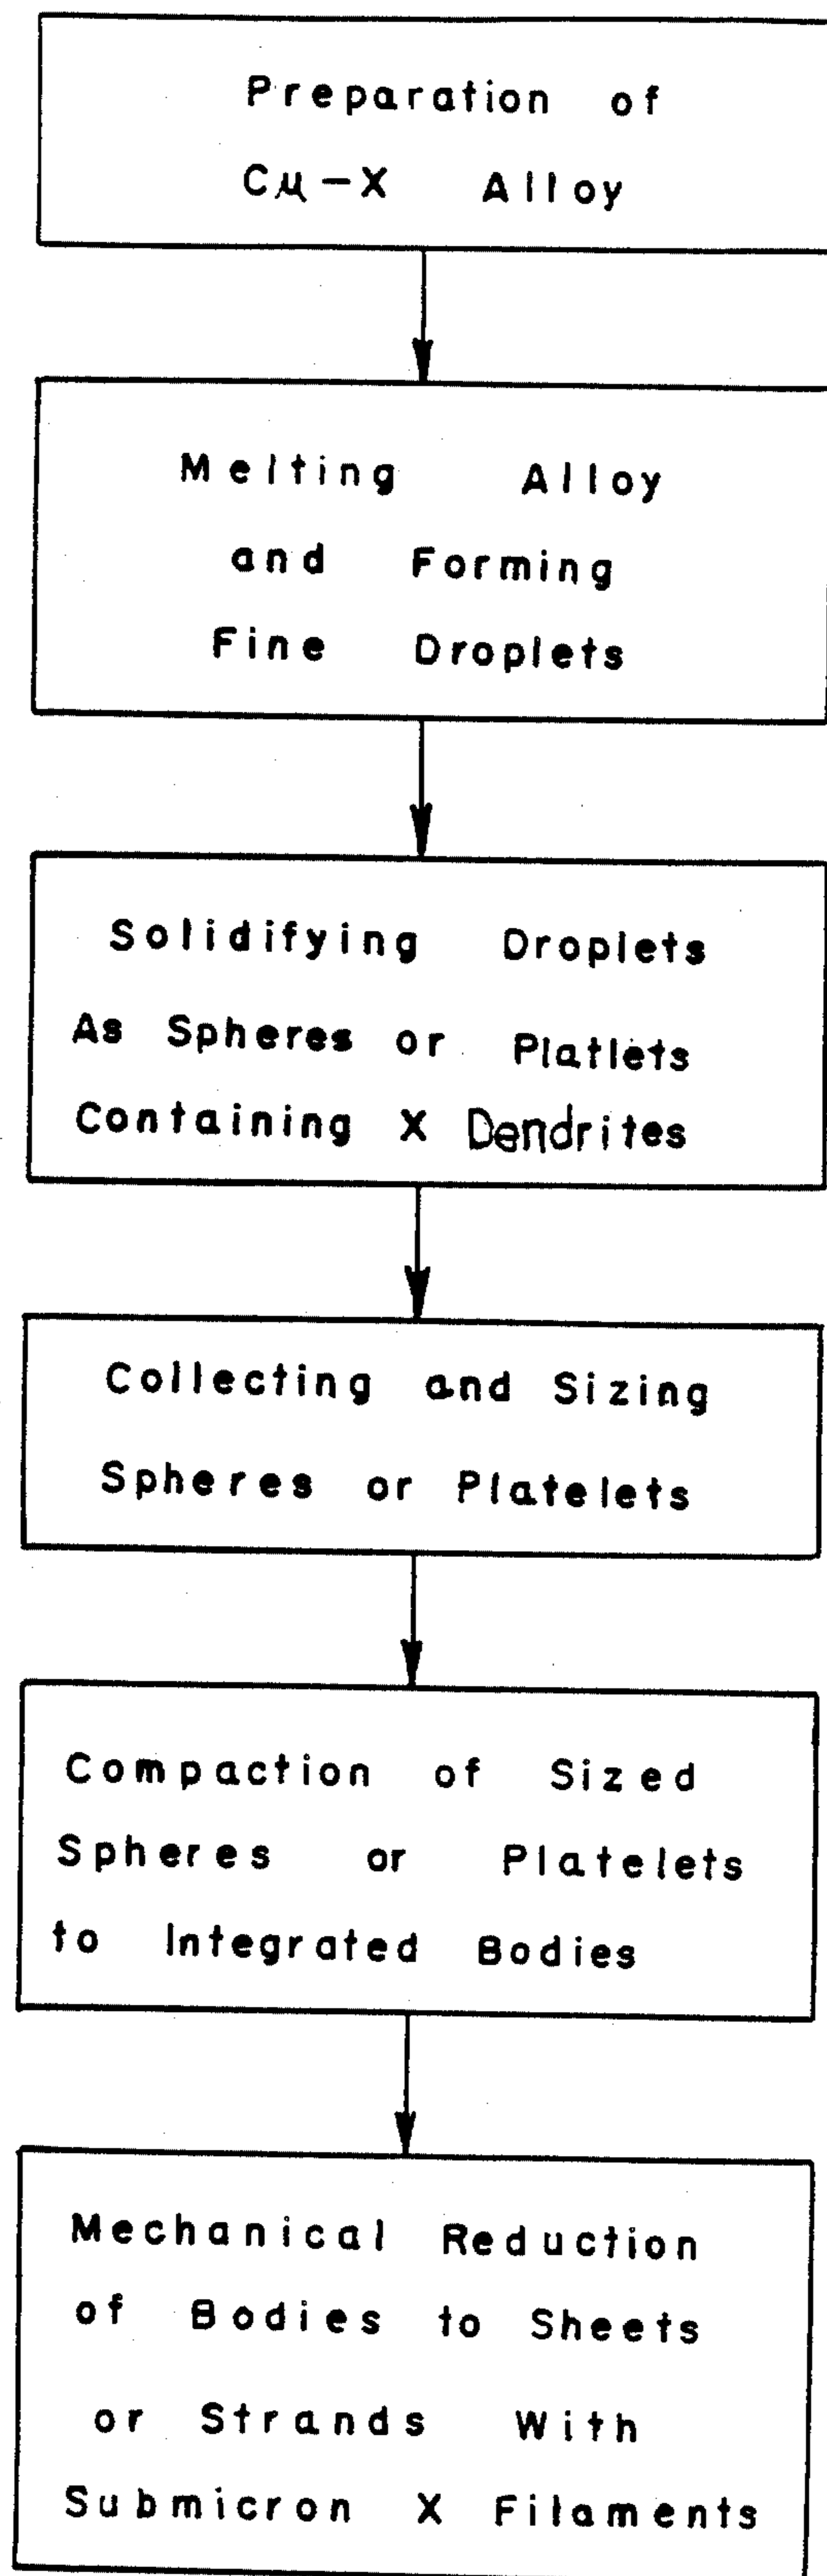 Preparation of
Cμ-X Alloy
Melting Alloy
and Forming
Fine Droplets
Solidifying Droplets
As Spheres or Platlets
Containing X Dendrites
Collecting and Sizing
Spheres or Platelets
Compaction of Sized
Spheres or Platelets
to Integrated Bodies
Mechanical Reduction
of Bodies to Sheets
or Strands With
Submicron X Filaments